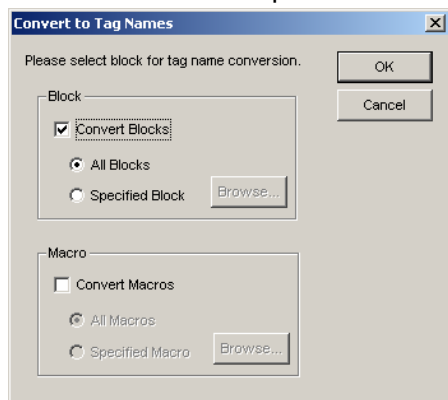 Convert to Tag Names
Please select block for tag name conversion.
OK
Cancel
Block
Convert Blocks
All Blocks
Specified Block
Browse...
Macro
Convert Macros
All Macros
Specified Macro
Browse...